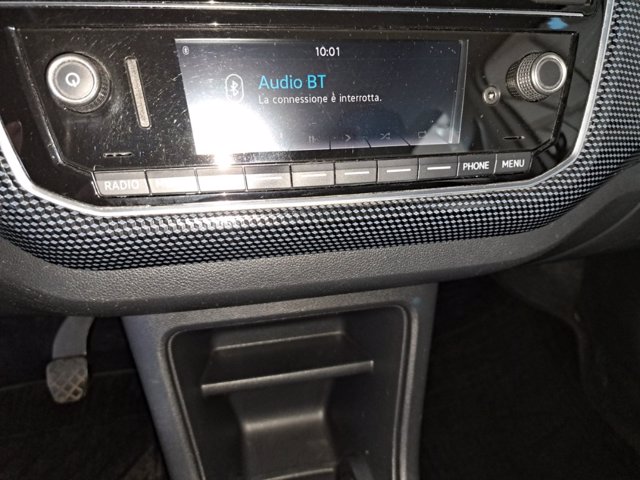 10:01
Audio BT
La connessione è interrotta.
RADIO
PHONE MENU